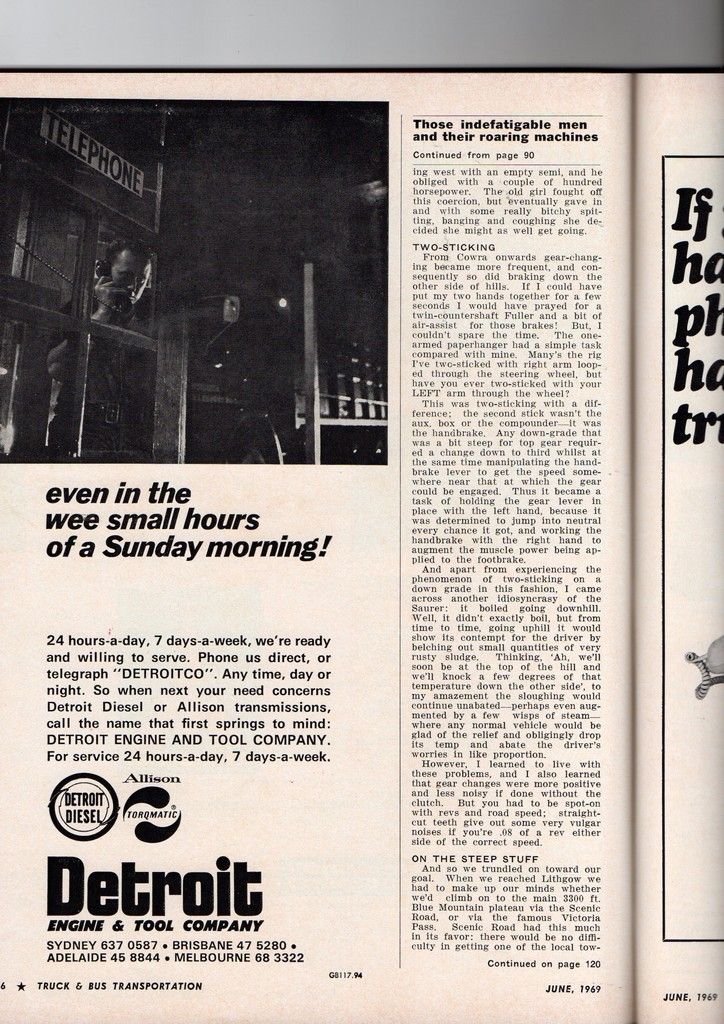 TELEPHONE
even in the
wee small hours
of a Sunday morning!
24 hours-a-day, 7 days-a-week, we're ready
and willing to serve. Phone us direct, or
telegraph "DETROITCO". Any time, day or
night. So when next your need concerns
Detroit Diesel or Allison transmissions,
call the name that first springs to mind:
DETROIT ENGINE AND TOOL COMPANY.
For service 24 hours-a-day, 7 days-a-week.
DETROIT
DIESEL
Allison
TORQMATIC®
Detroit
ENGINE & TOOL COMPANY
SYDNEY 637 0587 • BRISBANE 47 5280 •
ADELAIDE 45 8844 • MELBOURNE 68 3322
GB117.94
Those indefatigable men
and their roaring machines
Continued from page 90
ing west with an empty semi, and he
obliged with a couple of hundred
horsepower. The old girl fought off
this coercion, but eventually gave in
and with some really bitchy spit-
ting, banging and coughing she de-
cided she might as well get going.
TWO-STICKING
From Cowra onwards gear-chang-
ing became more frequent, and con-
sequently so did braking down the
other side of hills. If I could have
put my two hands together for a few
seconds I would have prayed for a
twin-countershaft Fuller and a bit of
air-assist for those brakes! But, I
couldn't spare the time. The one-
armed paperhanger had a simple task
compared with mine. Many's the rig
I've two-sticked with right arm loop-
ed through the steering wheel, but
have you ever two-sticked with your
LEFT arm through the wheel?
This was two-sticking with a dif-
ference; the second stick wasn't the
aux. box or the compounder—it was
the handbrake. Any down-grade that
was a bit steep for top gear requir-
ed a change down to third whilst at
the same time manipulating the hand-
brake lever to get the speed some-
where near that at which the gear
could be engaged. Thus it became a
task of holding the gear lever in
place with the left hand, because it
was determined to jump into neutral
every chance it got, and working the
handbrake with the right hand to
augment the muscle power being ap-
plied to the footbrake.
And apart from experiencing the
phenomenon of two-sticking on a
down grade in this fashion, I came
across another idiosyncrasy of the
Saurer: it boiled going downhill.
Well, it didn't exactly boil, but from
time to time, going uphill it would
show its contempt for the driver by
belching out small quantities of very
rusty sludge. Thinking, 'Ah, we'll
soon be at the top of the hill and
we'll knock a few degrees of that
temperature down the other side', to
my amazement the sloughing would
continue unabated—perhaps even aug-
mented by a few wisps of steam—
where any normal vehicle would be
glad of the relief and obligingly drop
its temp and abate the driver's
worries in like proportion.
However, I learned to live with
these problems, and I also learned
that gear changes were more positive
and less noisy if done without the
clutch. But you had to be spot-on
with revs and road speed; straight-
cut teeth give out some very vulgar
noises if you're .08 of a rev either
side of the correct speed.
ON THE STEEP STUFF
And so we trundled on toward our
goal. When we reached Lithgow we
had to make up our minds whether
we'd climb on to the main 3300 ft.
Blue Mountain plateau via the Scenic
Road, or via the famous Victoria
Pass. Scenic Road had this much
in its favor: there would be no diffi-
culty in getting one of the local tow-
Continued on page 120
6 ★ TRUCK & BUS TRANSPORTATION
JUNE, 1969
If
ha
ph
ha
tru
JUNE, 1969